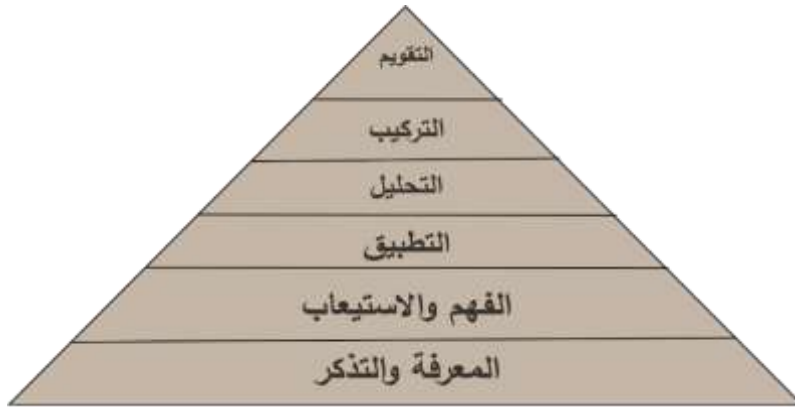 التقويم
التركيب
التحليل
التطبيق
الفهم والاستيعاب
المعرفة والتذكر